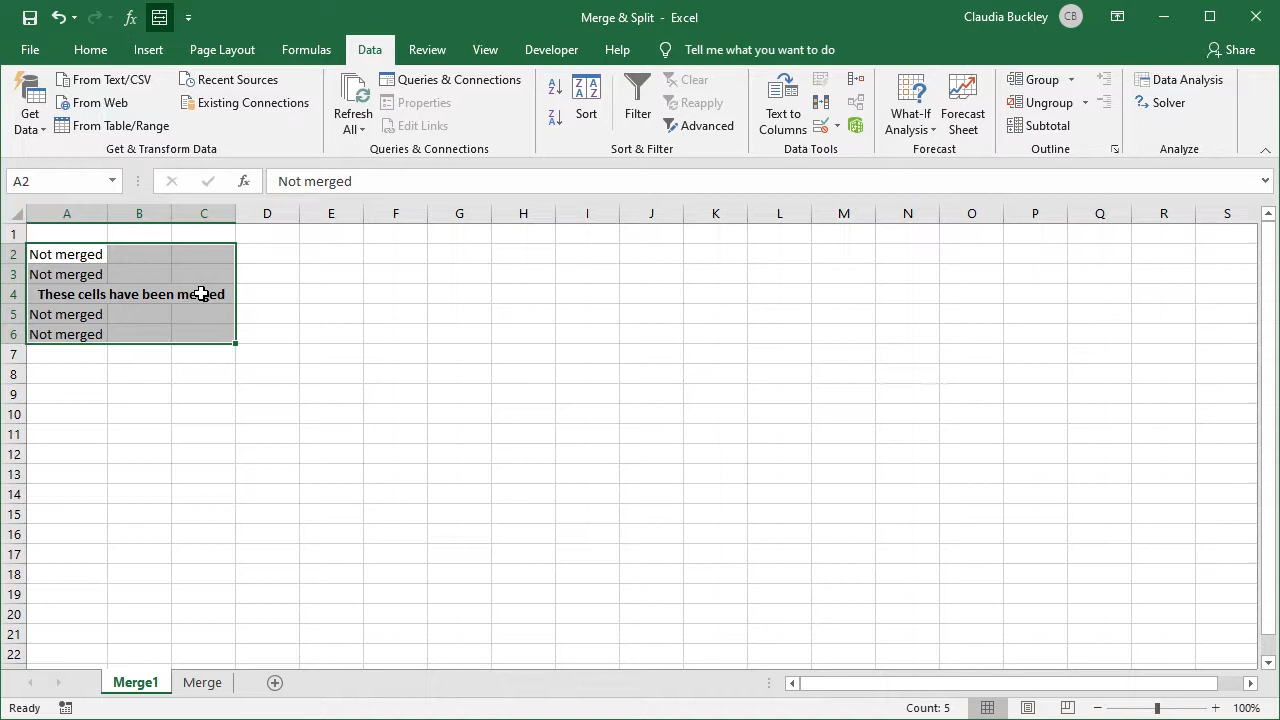 Merge & Split - Excel
Claudia Buckley
CB
File Home Insert Page Layout Formulas Data Review View Developer Help Tell me what you want to do Share
Get Data
From Text/CSV
From Web
From Table/Range
Recent Sources
Existing Connections
Get & Transform Data
Refresh All
Queries & Connections
Properties
Edit Links
Queries & Connections
A Z
Z A
Z A A Z
Sort
Filter
Clear
Reapply
Advanced
Sort & Filter
Text to Columns
Data Tools
What-If Analysis
Forecast Sheet
Forecast
Group
Ungroup
Subtotal
Outline
Data Analysis
Solver
Analyze
A2 fx Not merged
A B C D E F G H I J K L M N O P Q R S
1
2 Not merged
3 Not merged
4 These cells have been merged
5 Not merged
6 Not merged
7
8
9
10
11
12
13
14
15
16
17
18
19
20
21
22
Merge1 Merge
Ready Count: 5 100%